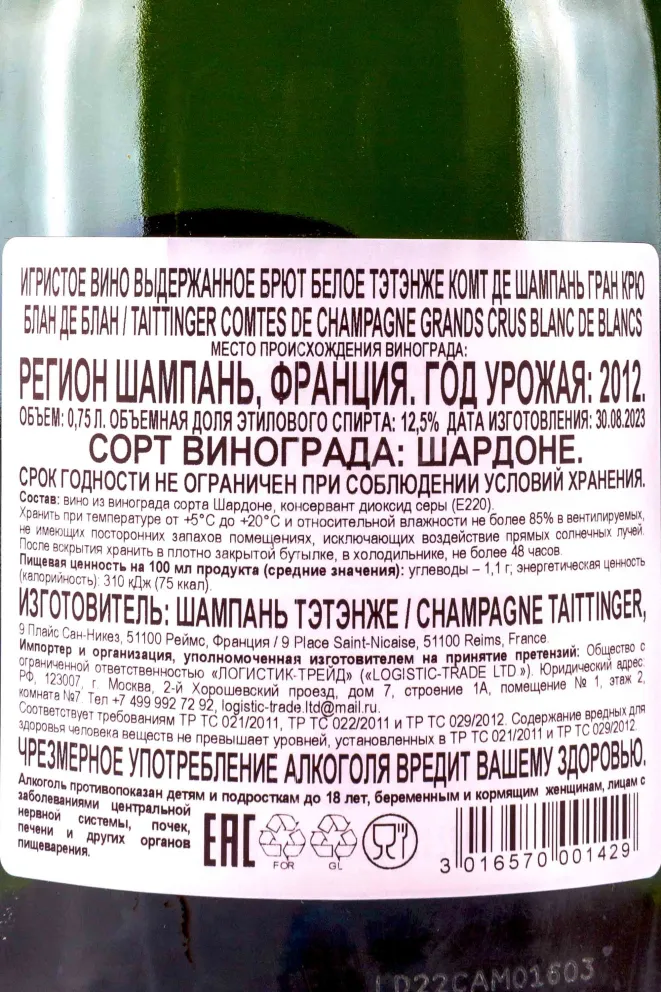 ИГРИСТОЕ ВИНО ВЫДЕРЖАННОЕ БРЮТ БЕЛОЕ ТЭТЭНЖЕ КОМТ ДЕ ШАМПАНЬ ГРАН КРЮ
БЛАН ДЕ БЛАН / TAITTINGER COMTES DE CHAMPAGNE GRANDS CRUS BLANC DE BLANCS
МЕСТО ПРОИСХОЖДЕНИЯ ВИНОГРАДА:
РЕГИОН ШАМПАНЬ, ФРАНЦИЯ. ГОД УРОЖАЯ: 2012.
ОБЪЕМ: 0,75 Л. ОБЪЕМНАЯ ДОЛЯ ЭТИЛОВОГО СПИРТА: 12,5% ДАТА ИЗГОТОВЛЕНИЯ: 30.08.2023
СОРТ ВИНОГРАДА: ШАРДОНЕ.
СРОК ГОДНОСТИ НЕ ОГРАНИЧЕН ПРИ СОБЛЮДЕНИИ УСЛОВИЙ ХРАНЕНИЯ.
Состав: вино из винограда сорта Шардоне, консервант диоксид серы (Е220).
Хранить при температуре от +5°С до +20°С и относительной влажности не более 85% в вентилируемых,
не имеющих посторонних запахов помещениях, исключающих воздействие прямых солнечных лучей.
После вскрытия хранить в плотно закрытой бутылке, в холодильнике, не более 48 часов.
Пищевая ценность на 100 мл продукта (средние значения): углеводы – 1,1 г; энергетическая ценность
(калорийность): 310 кДж (75 ккал).
ИЗГОТОВИТЕЛЬ: ШАМПАНЬ ТЭТЭНЖЕ / CHAMPAGNE TAITTINGER,
9 Плайс Сан-Никез, 51100 Реймс, Франция / 9 Place Saint-Nicaise, 51100 Reims, France.
Импортер и организация, уполномоченная изготовителем на принятие претензий: Общество с
ограниченной ответственностью «ЛОГИСТИК-ТРЕЙД» («LOGISTIC-TRADE LTD»). Юридический адрес:
РФ, 123007, г. Москва, 2-й Хорошевский проезд, дом 7, строение 1А, помещение № 1, этаж 2,
комната №7 Тел +7 499 992 72 92, logistic-trade.ltd@mail.ru.
Соответствует требованиям ТР ТС 021/2011, ТР ТС 022/2011 и ТР ТС 029/2012. Содержание вредных для
здоровья человека веществ не превышает уровней, установленных в ТР ТС 021/2011 и ТР ТС 029/2012.
ЧРЕЗМЕРНОЕ УПОТРЕБЛЕНИЕ АЛКОГОЛЯ ВРЕДИТ ВАШЕМУ ЗДОРОВЬЮ.
Алкоголь противопоказан детям и подросткам до 18 лет, беременным и кормящим женщинам, лицам с
заболеваниями центральной
нервной системы, почек,
печени и других органов
пищеварения.
EAC
FOR GL
3 016570 001429
22CAM01603